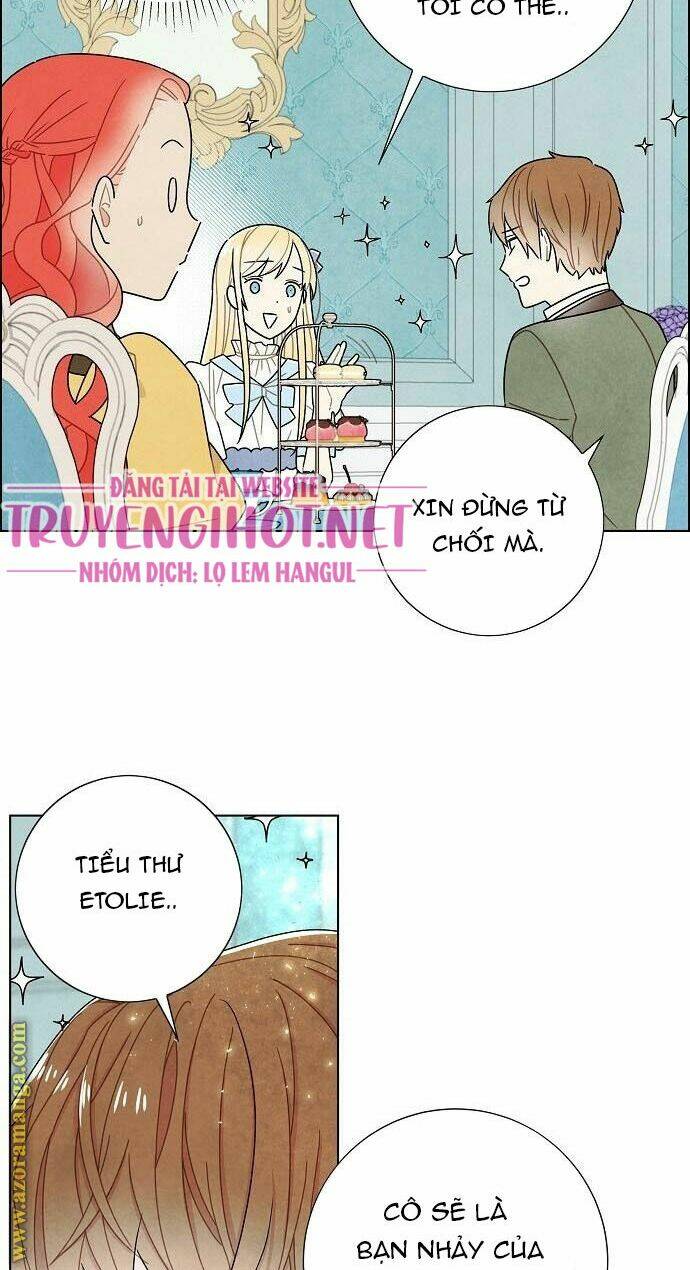 TÔI CÓ THỂ..
XIN ĐỪNG TỪ
CHỐI MÀ.
ĐĂNG TẢI TẠI WEBSITE
TRUYENGIHOT.NET
NHÓM DỊCH: LỌ LEM HANGUL
TIỂU THƯ
ETOLIE..
www.azoramanga.com
CÔ SẼ LÀ
BẠN NHẢY CỦA